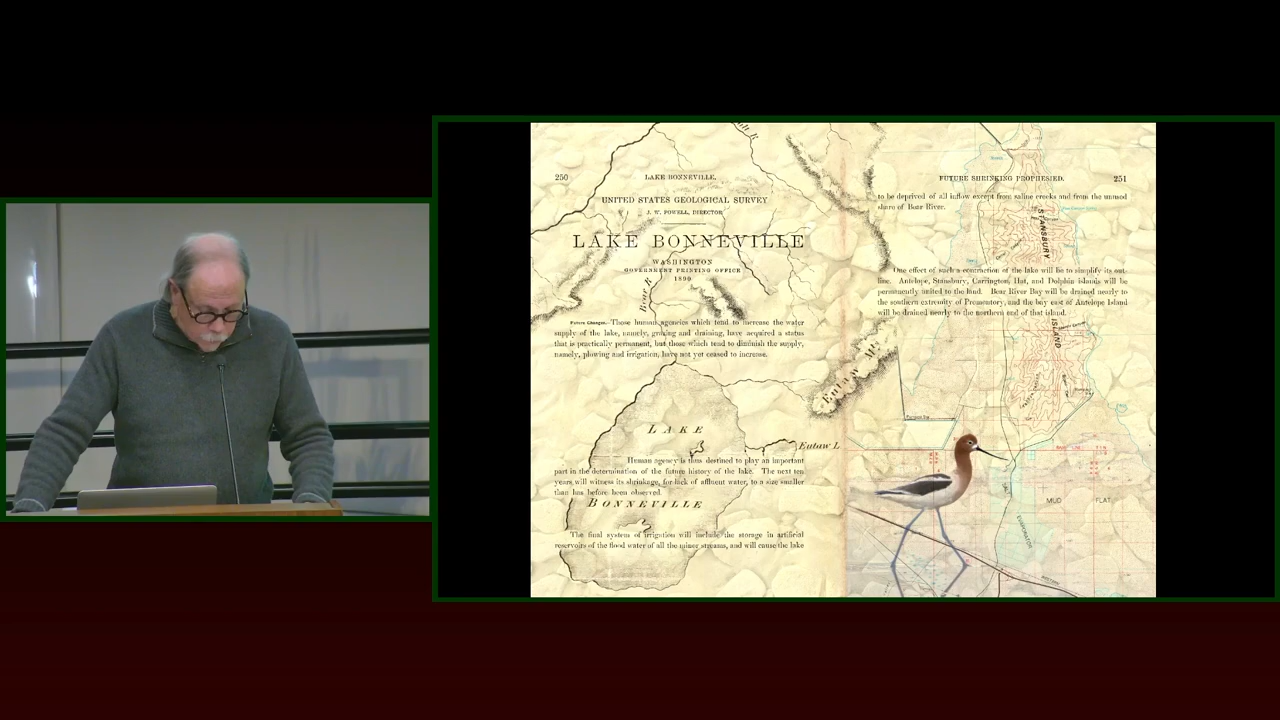 250
LAKE BONNEVILLE.
UNITED STATES GEOLOGICAL SURVEY
J. W. POWELL, DIRECTOR
LAKE BONNEVILLE
WASHINGTON
GOVERNMENT PRINTING OFFICE
1890
Bear R
Future Changes.—Those human agencies which tend to increase the water
supply of the lake, namely, grazing and draining, have acquired a status
that is practically permanent, but those which tend to diminish the supply,
namely, plowing and irrigation, have not yet ceased to increase.
LAKE
Eutaw L
Human agency is thus destined to play an important
part in the determination of the future history of the lake. The next ten
years will witness its shrinkage, for lack of affluent water, to a size smaller
than has before been observed.
BONNEVILLE
The final system of irrigation will include the storage in artificial
reservoirs of the flood water of all the minor streams, and will cause the lake
FUTURE SHRINKING PROPHESIED.
251
to be deprived of all inflow except from saline creeks and from the unused
share of Bear River.
STANSBURY
One effect of such a contraction of the lake will be to simplify its out-
line. Antelope, Stansbury, Carrington, Hat, and Dolphin islands will be
permanently united to the land. Bear River Bay will be drained nearly to
the southern extremity of Promontory, and the bay east of Antelope Island
will be drained nearly to the northern end of that island.
ISLAND
Eutaw Mts
MUD FLAT
SALT
EVAPORATOR